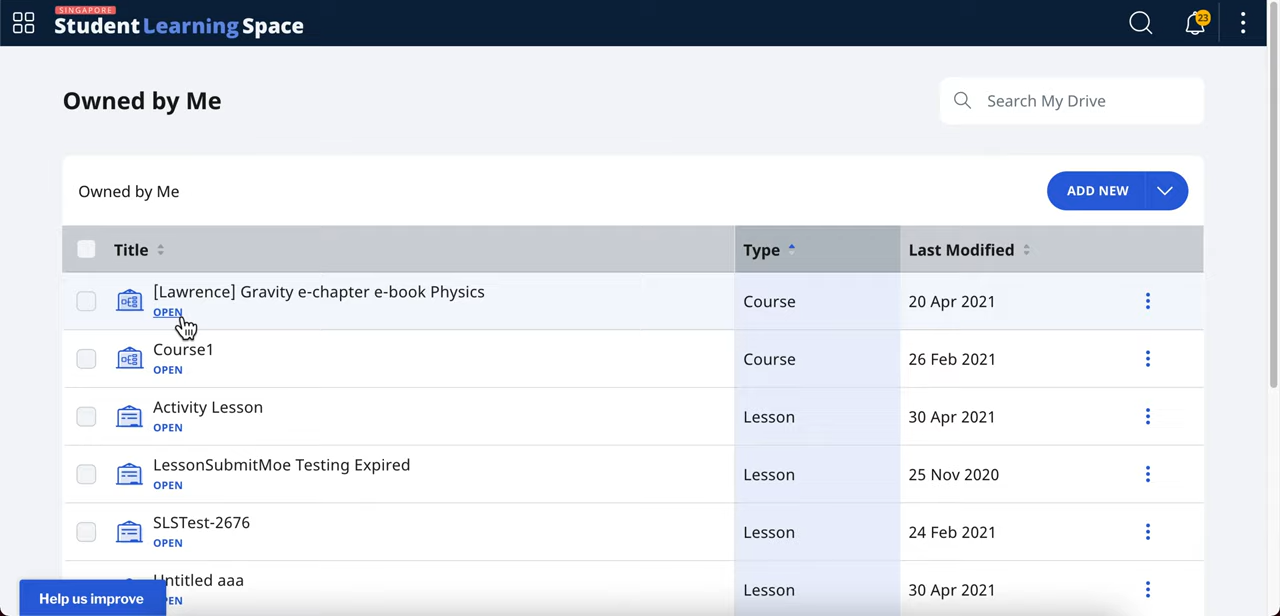 SINGAPORE
Student Learning Space
23
Owned by Me
Search My Drive
Owned by Me
ADD NEW
Title Type Last Modified
[Lawrence] Gravity e-chapter e-book Physics
OPEN
Course 20 Apr 2021
Course1
OPEN
Course 26 Feb 2021
Activity Lesson
OPEN
Lesson 30 Apr 2021
LessonSubmitMoe Testing Expired
OPEN
Lesson 25 Nov 2020
SLSTest-2676
OPEN
Lesson 24 Feb 2021
Untitled aaa
Lesson 30 Apr 2021
Help us improve